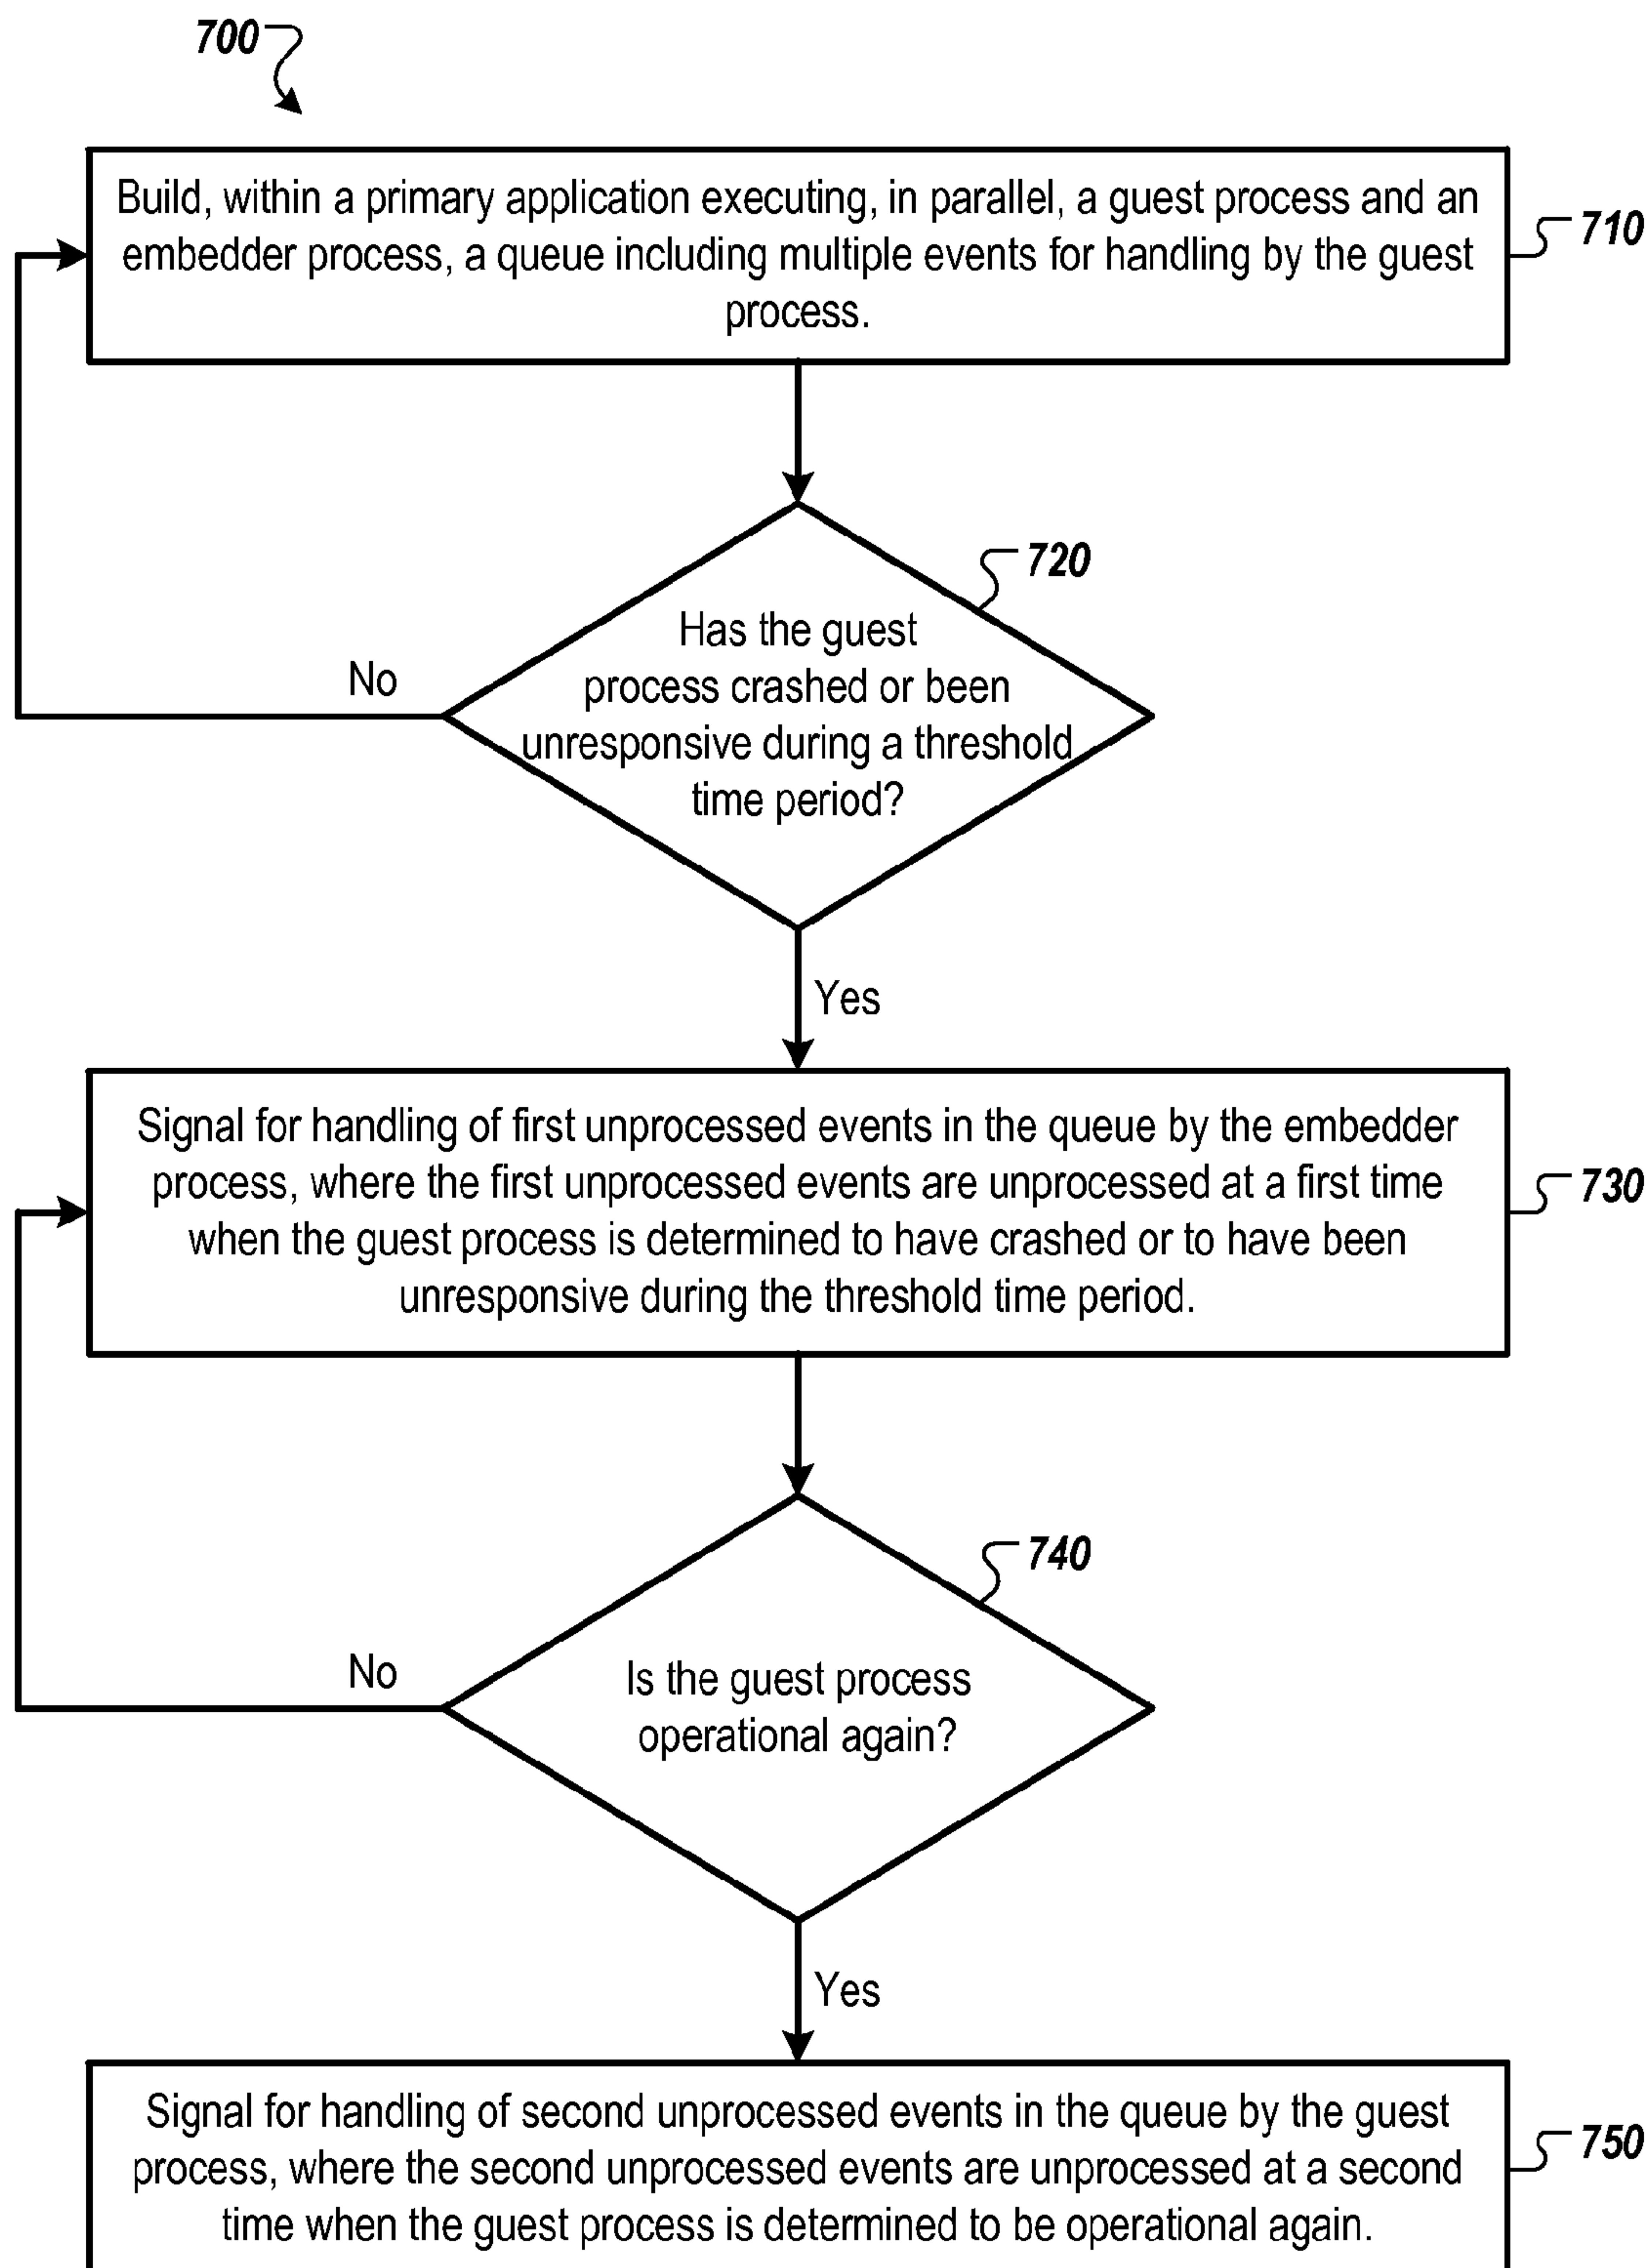 700
Build, within a primary application executing, in parallel, a guest process and an
embedder process, a queue including multiple events for handling by the guest
process.
710
720
Has the guest
process crashed or been
unresponsive during a threshold
time period?
No
Yes
Signal for handling of first unprocessed events in the queue by the embedder
process, where the first unprocessed events are unprocessed at a first time
when the guest process is determined to have crashed or to have been
unresponsive during the threshold time period.
730
740
Is the guest process
operational again?
No
Yes
Signal for handling of second unprocessed events in the queue by the guest
process, where the second unprocessed events are unprocessed at a second
time when the guest process is determined to be operational again.
750